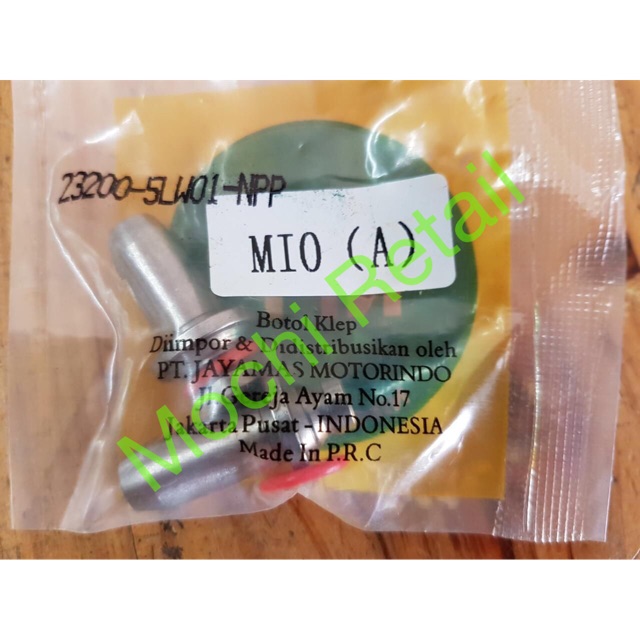 23200-5LW01-NPP
MIO (A)
Botol Klep
Diimpor & Didistribusikan oleh
PT. JAYAMAS MOTORINDO
Jl. Gereja Ayam No.17
Jakarta Pusat - INDONESIA
Made In P.R.C
Mochi Retail